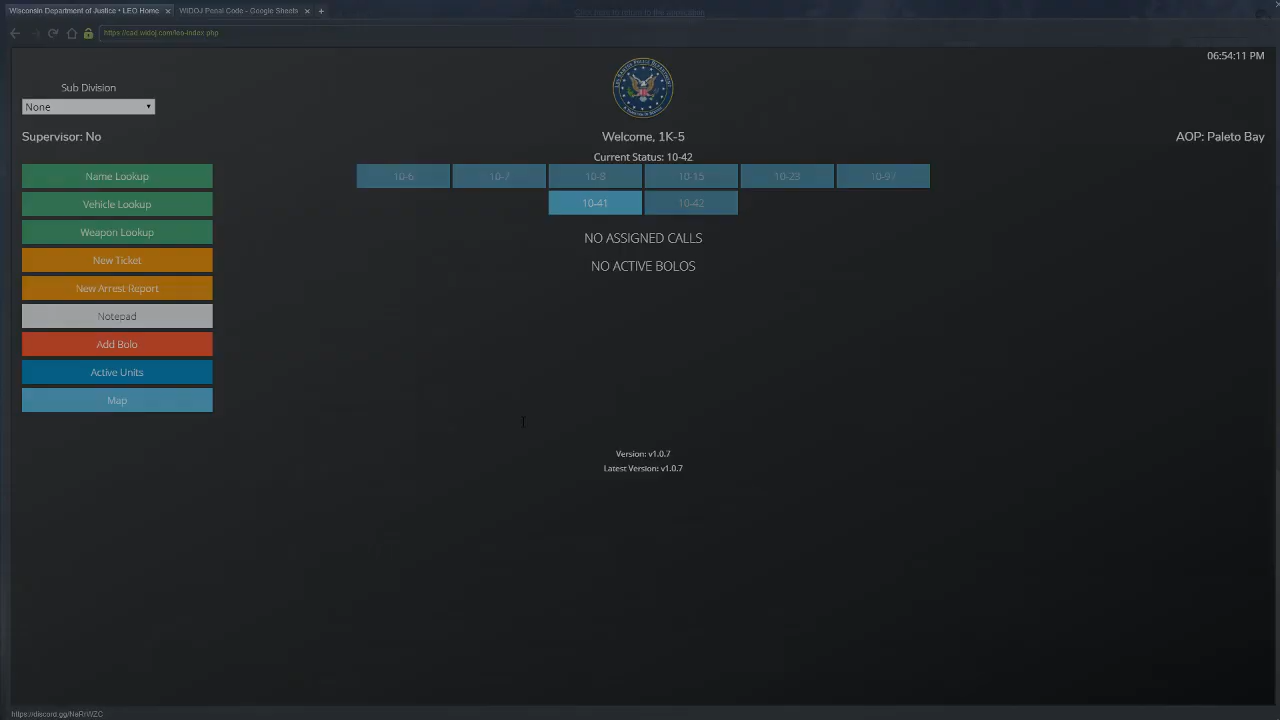 Wisconsin Department of Justice • LEO Home
WIDOJ Penal Code - Google Sheets
https://cad.widoj.com/leo-index.php
06:54:11 PM
Sub Division
None
Supervisor: No
Welcome, 1K-5
AOP: Paleto Bay
Current Status: 10-42
Name Lookup
Vehicle Lookup
Weapon Lookup
New Ticket
New Arrest Report
Notepad
Add Bolo
Active Units
Map
10-6
10-7
10-8
10-15
10-23
10-97
10-41
10-42
NO ASSIGNED CALLS
NO ACTIVE BOLOS
Version: v1.0.7
Latest Version: v1.0.7